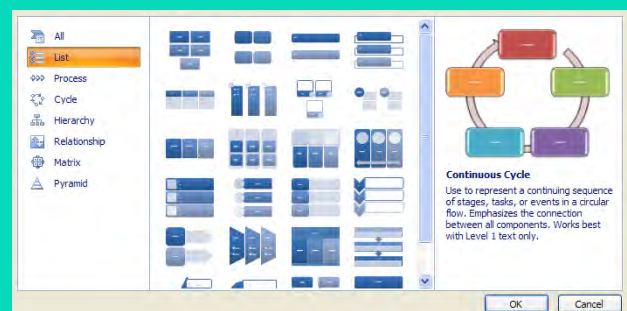 All
List
Process
Cycle
Hierarchy
Relationship
Matrix
Pyramid
Continuous Cycle
Use to represent a continuing sequence
of stages, tasks, or events in a circular
flow. Emphasizes the connection
between all components. Works best
with Level 1 text only.
OK
Cancel